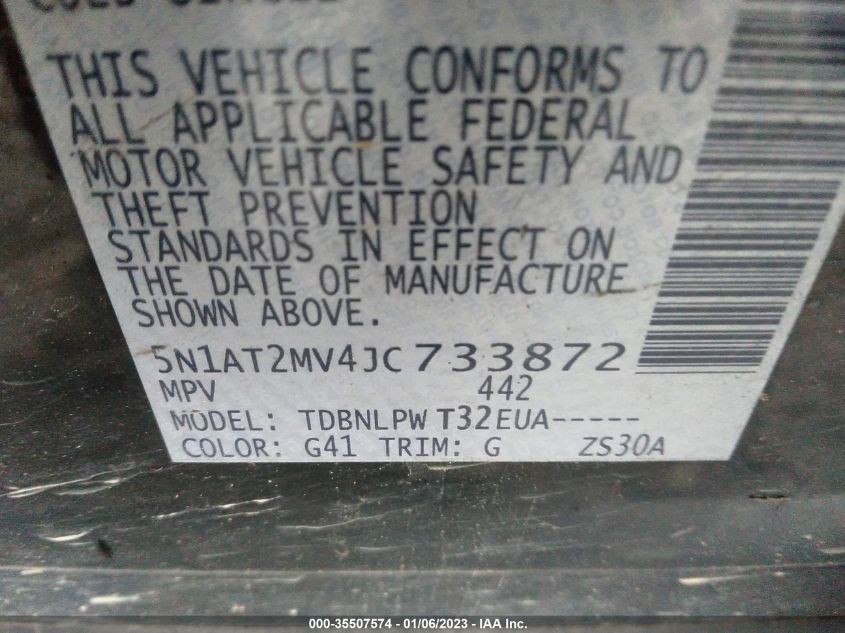 THIS VEHICLE CONFORMS TO
ALL APPLICABLE FEDERAL
MOTOR VEHICLE SAFETY AND
THEFT PREVENTION
STANDARDS IN EFFECT ON
THE DATE OF MANUFACTURE
SHOWN ABOVE.
5N1AT2MV4JC733872
MPV 442
MODEL: TDBNLPW T32EUA-----
COLOR: G41 TRIM: G ZS30A
000-35507574 - 01/06/2023 - © IAA Inc.